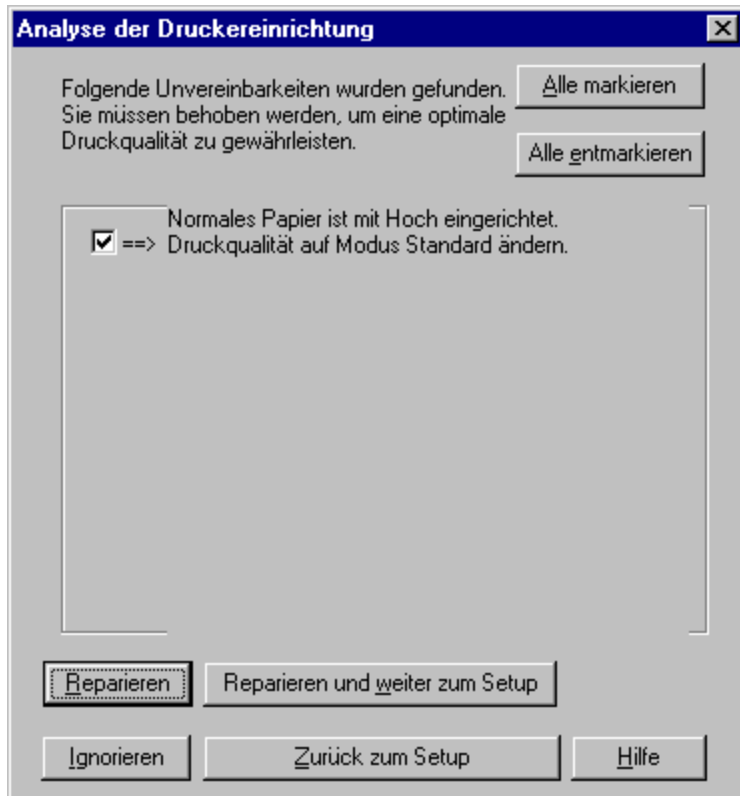 Analyse der Druckereinrichtung
Folgende Unvereinbarkeiten wurden gefunden.
Sie müssen behoben werden, um eine optimale
Druckqualität zu gewährleisten.
Alle markieren
Alle entmarkieren
Normales Papier ist mit Hoch eingerichtet.
==> Druckqualität auf Modus Standard ändern.
Reparieren
Reparieren und weiter zum Setup
Ignorieren
Zurück zum Setup
Hilfe